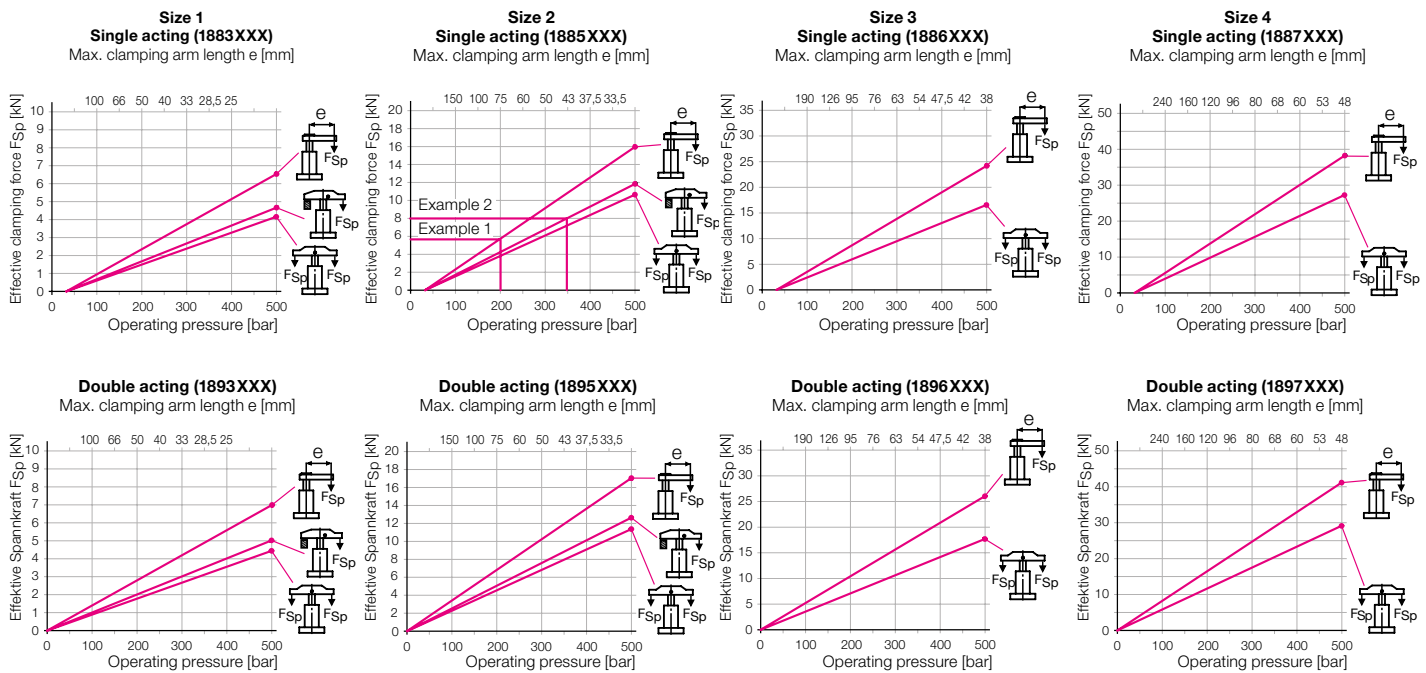 Size 1
Single acting (1883XXX)
Max. clamping arm length e [mm]
100 66 50 40 33 28,5 25
Effective clamping force FSp [kN]
10
9
8
7
6
5
4
3
2
1
0
0 100 200 300 400 500
Operating pressure [bar]
e
FSp
FSp
FSp FSp
Size 2
Single acting (1885XXX)
Max. clamping arm length e [mm]
150 100 75 60 50 43 37,5 33,5
Effective clamping force FSp [kN]
20
18
16
14
12
10
8
6
4
2
0
Example 2
Example 1
0 100 200 300 400 500
Operating pressure [bar]
e
FSp
FSp
FSp FSp
Size 3
Single acting (1886XXX)
Max. clamping arm length e [mm]
190 126 95 76 63 54 47,5 42 38
Effective clamping force FSp [kN]
35
30
25
20
15
10
5
0
0 100 200 300 400 500
Operating pressure [bar]
e
FSp
FSp FSp
Size 4
Single acting (1887XXX)
Max. clamping arm length e [mm]
240 160 120 96 80 68 60 53 48
Effective clamping force FSp [kN]
50
40
30
20
10
0
0 100 200 300 400 500
Operating pressure [bar]
e
FSp
FSp FSp
Double acting (1893XXX)
Max. clamping arm length e [mm]
100 66 50 40 33 28,5 25
Effektive Spannkraft FSp [kN]
10
9
8
7
6
5
4
3
2
1
0
0 100 200 300 400 500
Operating pressure [bar]
e
FSp
FSp
FSp FSp
Double acting (1895XXX)
Max. clamping arm length e [mm]
150 100 75 60 50 43 37,5 33,5
Effektive Spannkraft FSp [kN]
20
18
16
14
12
10
8
6
4
2
0
0 100 200 300 400 500
Operating pressure [bar]
e
FSp
FSp
FSp FSp
Double acting (1896XXX)
Max. clamping arm length e [mm]
190 126 95 76 63 54 47,5 42 38
Effektive Spannkraft FSp [kN]
35
30
25
20
15
10
5
0
0 100 200 300 400 500
Operating pressure [bar]
e
FSp
FSp FSp
Double acting (1897XXX)
Max. clamping arm length e [mm]
240 160 120 96 80 68 60 53 48
Effektive Spannkraft FSp [kN]
50
40
30
20
10
0
0 100 200 300 400 500
Operating pressure [bar]
e
FSp
FSp FSp